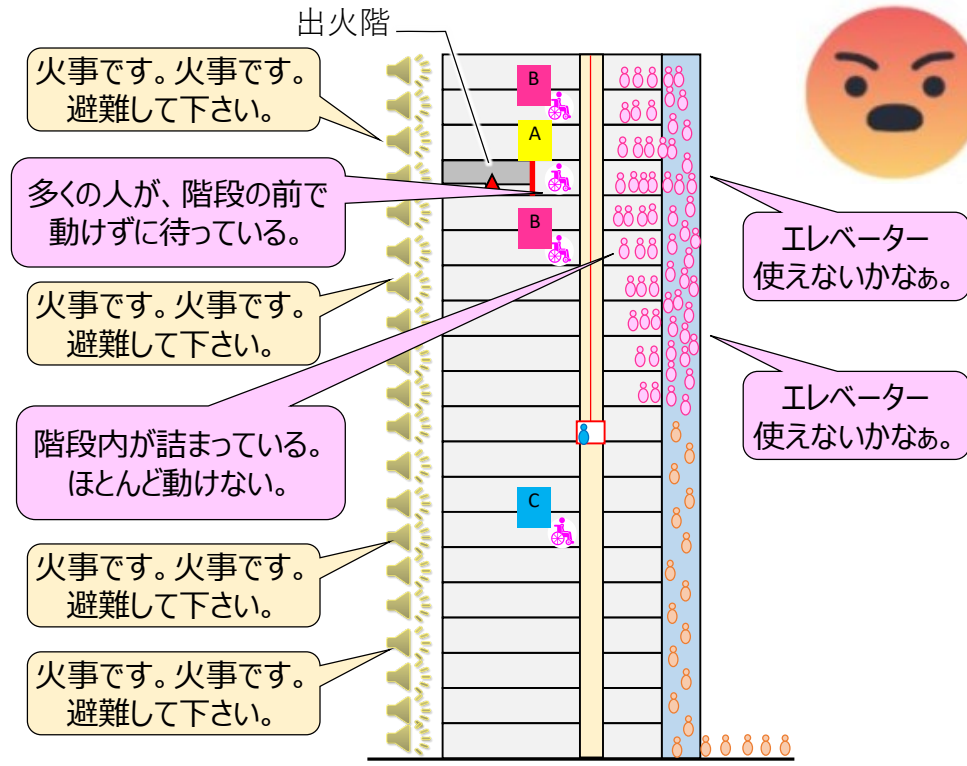 出火階
火事です。火事です。
避難して下さい。
B
A
多くの人が、階段の前で
動けずに待っている。
B
エレベーター
使えないかなぁ。
火事です。火事です。
避難して下さい。
エレベーター
使えないかなぁ。
階段内が詰まっている。
ほとんど動けない。
C
火事です。火事です。
避難して下さい。
火事です。火事です。
避難して下さい。